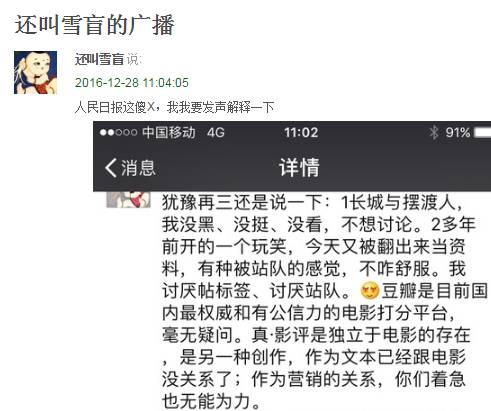 还叫雪盲的广播
还叫雪盲说:
2016-12-28 11:04:05
人民日报这傻X，我我要发声解释一下
中国移动 4G 11:02 91%
消息 详情
犹豫再三还是说一下：1长城与摆渡人，
我没黑、没挺、没看，不想讨论。2多年
前开的一个玩笑，今天又被翻出来当资
料，有种被站队的感觉，不咋舒服。我
讨厌帖标签、讨厌站队。😍豆瓣是目前国
内最权威和有公信力的电影打分平台，
毫无疑问。真·影评是独立于电影的存在
，是另一种创作，作为文本已经跟电影
没关系了；作为营销的关系，你们着急
也无能为力。